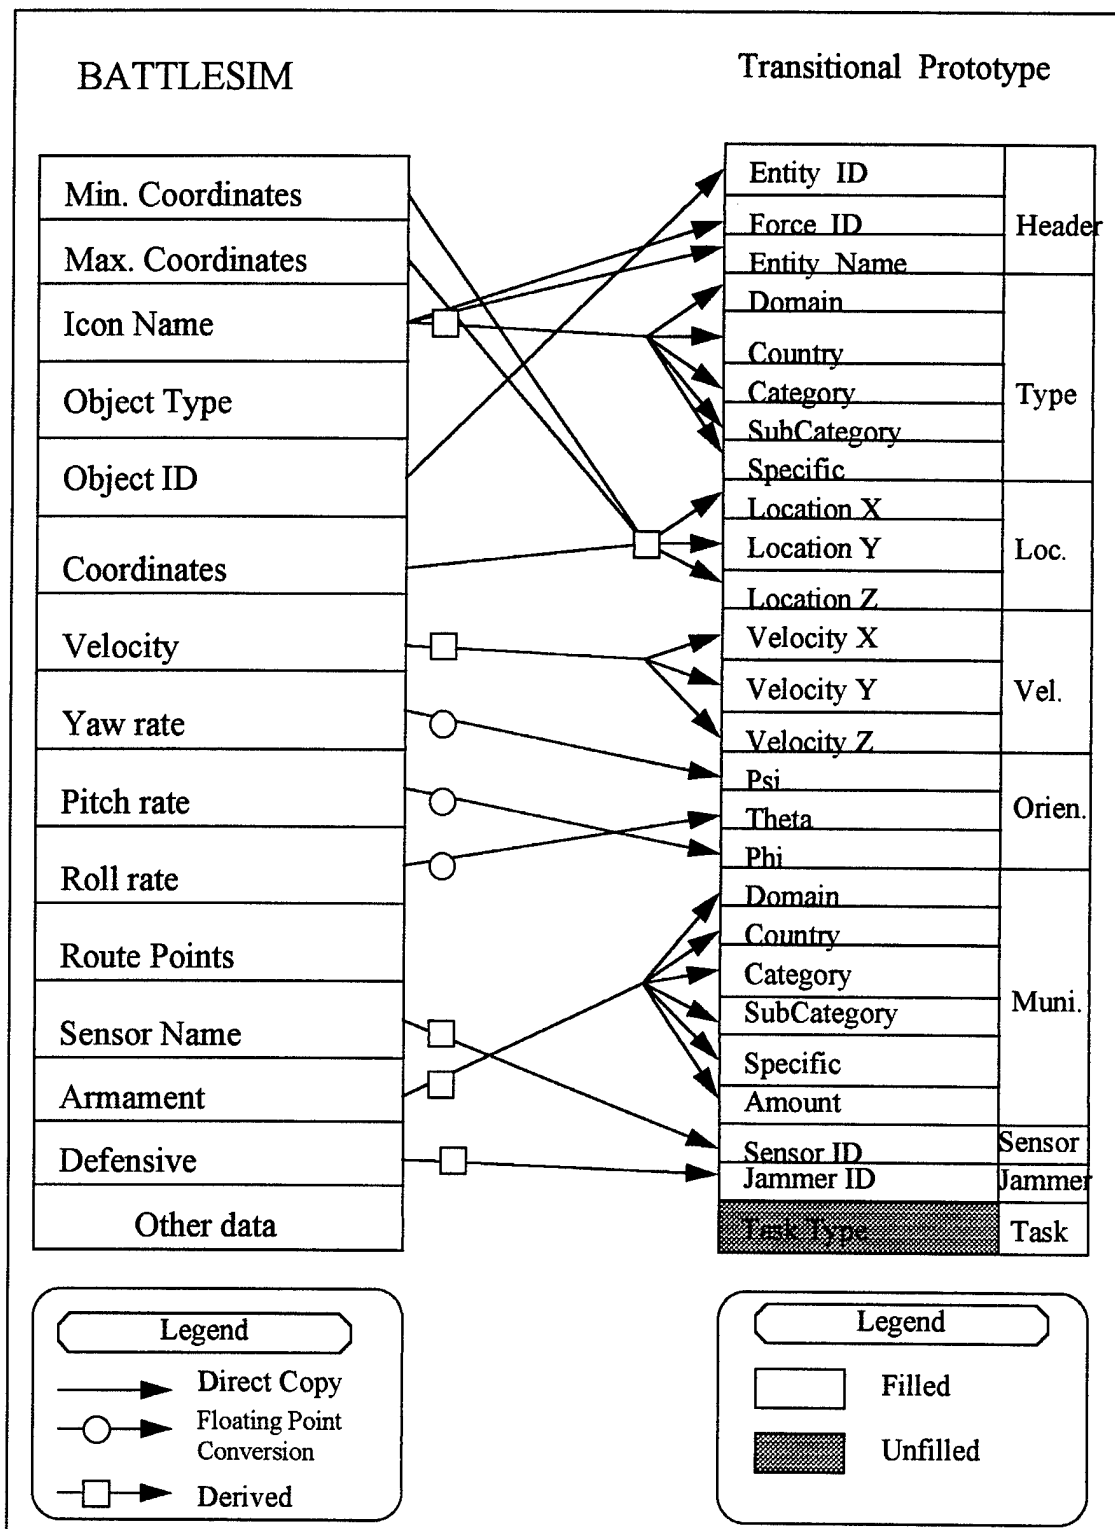 BATTLESIM
Transitional Prototype
Min. Coordinates
Max. Coordinates
Icon Name
Object Type
Object ID
Coordinates
Velocity
Yaw rate
Pitch rate
Roll rate
Route Points
Sensor Name
Armament
Defensive
Other data
Entity ID
Force ID
Entity Name
Header
Domain
Country
Category
SubCategory
Specific
Type
Location X
Location Y
Location Z
Loc.
Velocity X
Velocity Y
Velocity Z
Vel.
Psi
Theta
Phi
Orien.
Domain
Country
Category
SubCategory
Specific
Amount
Muni.
Sensor ID
Sensor
Jammer ID
Jammer
Task Type
Task
Legend
Direct Copy
Floating Point
Conversion
Derived
Legend
Filled
Unfilled